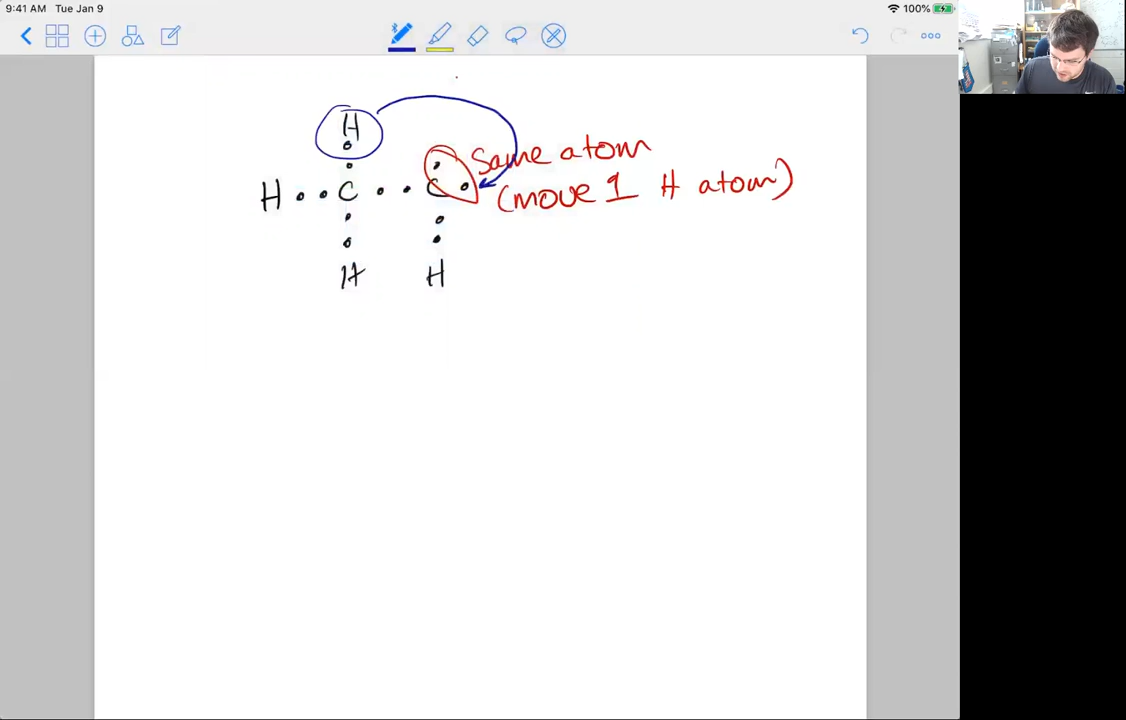 9:41 AM Tue Jan 9
100%
H
Same atom
H C C (move 1 H atom)
H H